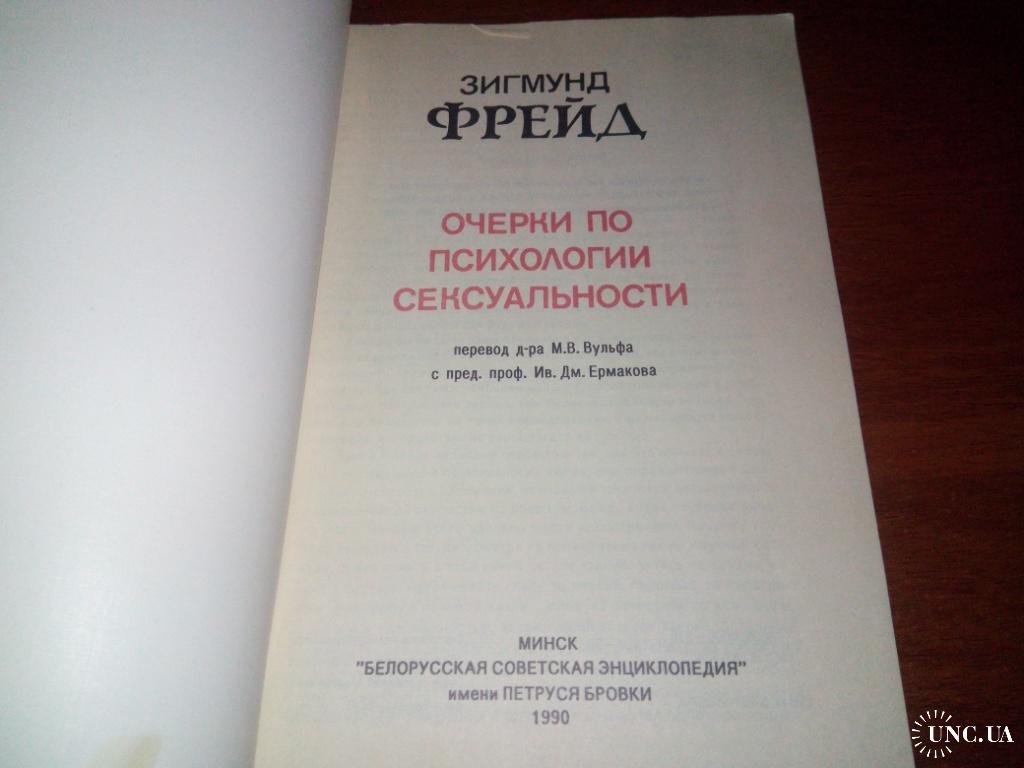 ЗИГМУНД
ФРЕЙД
ОЧЕРКИ ПО
ПСИХОЛОГИИ
СЕКСУАЛЬНОСТИ
перевод д-ра М.В. Вульфа
с пред. проф. Ив. Дм. Ермакова
МИНСК
"БЕЛОРУССКАЯ СОВЕТСКАЯ ЭНЦИКЛОПЕДИЯ"
имени ПЕТРУСЯ БРОВКИ
1990
UNC.UA